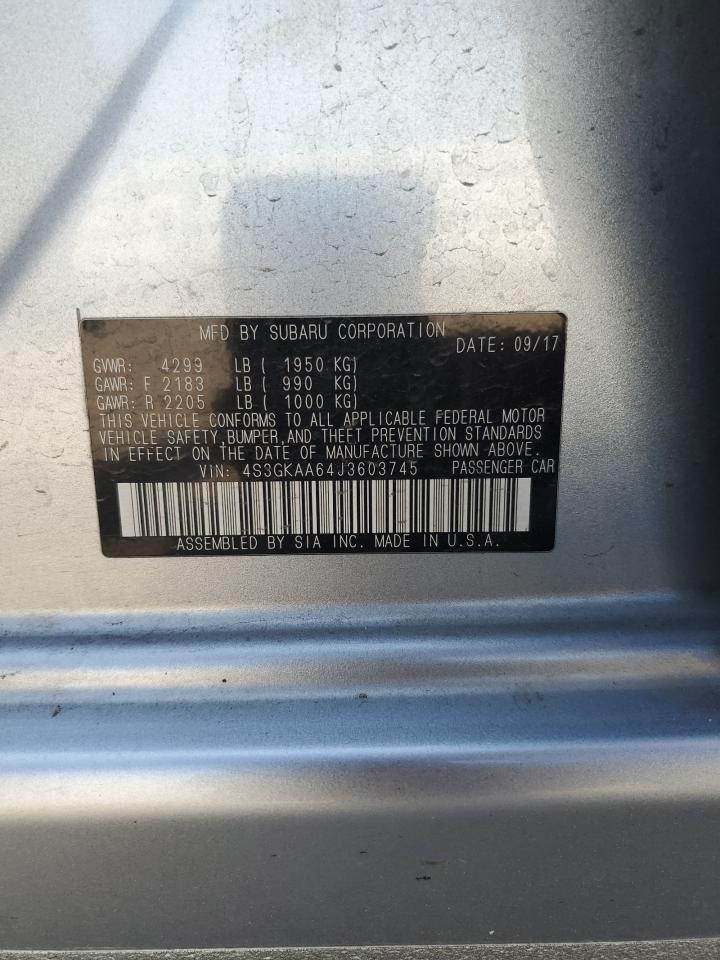 MFD BY SUBARU CORPORATION
DATE: 09/17
GVWR: 4299 LB ( 1950 KG)
GAWR: F 2183 LB ( 990 KG)
GAWR: R 2205 LB ( 1000 KG)
THIS VEHICLE CONFORMS TO ALL APPLICABLE FEDERAL MOTOR
VEHICLE SAFETY,BUMPER,AND THEFT PREVENTION STANDARDS
IN EFFECT ON THE DATE OF MANUFACTURE SHOWN ABOVE.
VIN: 4S3GKAA64J3603745 PASSENGER CAR
ASSEMBLED BY SIA INC. MADE IN U.S.A.